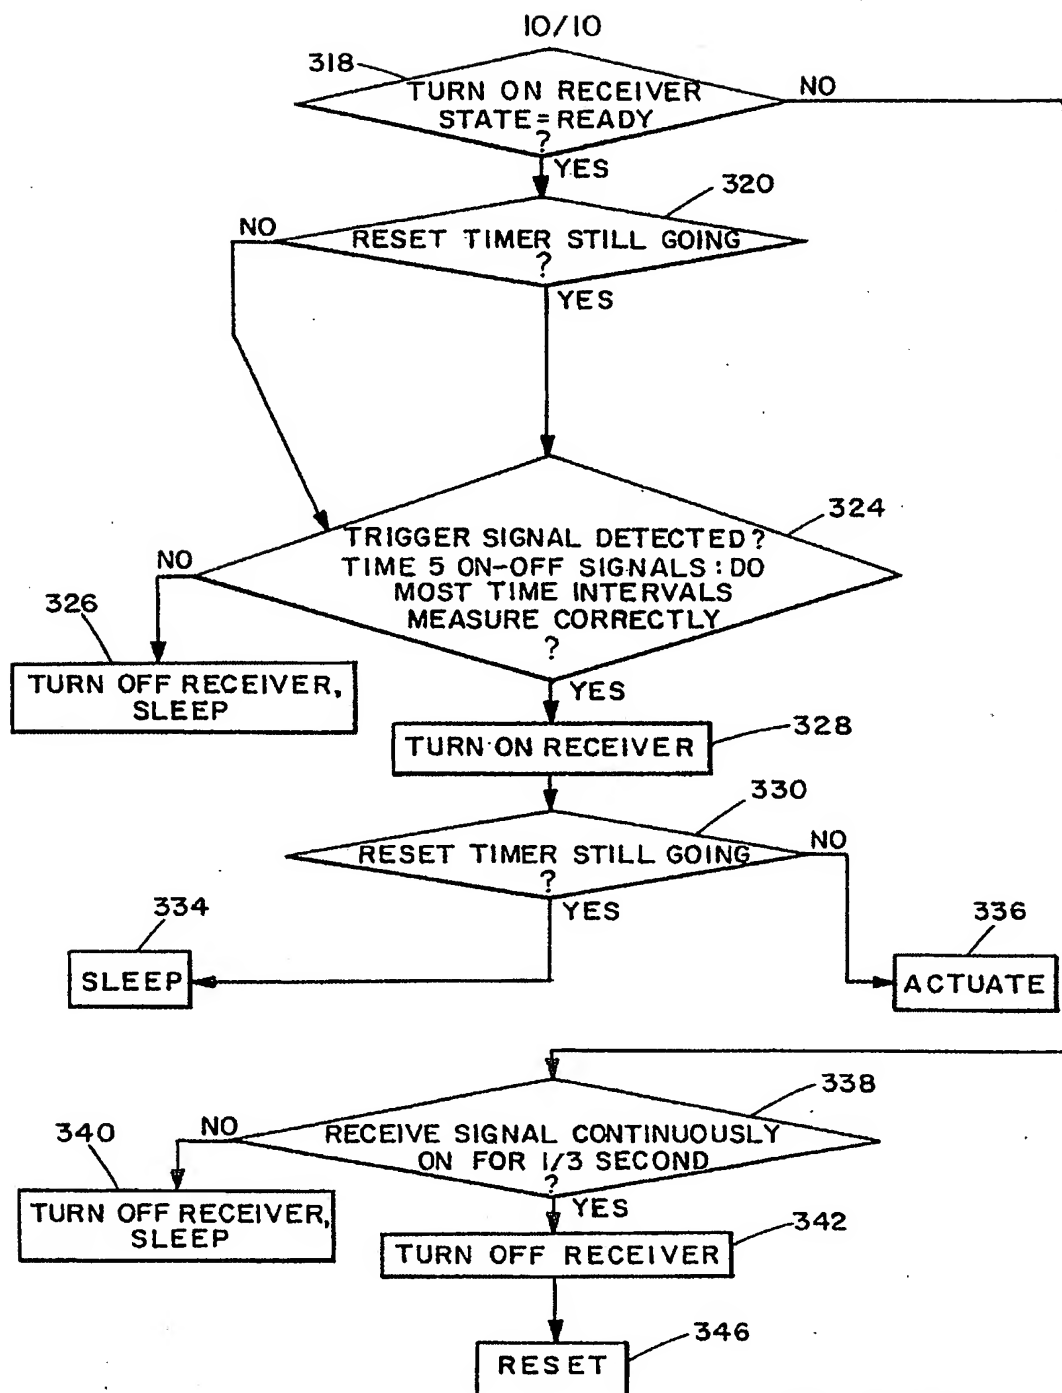 10/10
318
TURN ON RECEIVER
STATE=READY
?
NO
YES
320
NO
RESET TIMER STILL GOING
?
YES
324
TRIGGER SIGNAL DETECTED?
TIME 5 ON-OFF SIGNALS: DO
MOST TIME INTERVALS
MEASURE CORRECTLY
?
NO
326
TURN OFF RECEIVER,
SLEEP
YES
328
TURN ON RECEIVER
330
RESET TIMER STILL GOING
?
NO
YES
334
SLEEP
336
ACTUATE
338
RECEIVE SIGNAL CONTINUOUSLY
ON FOR 1/3 SECOND
?
NO
340
TURN OFF RECEIVER,
SLEEP
YES
342
TURN OFF RECEIVER
346
RESET